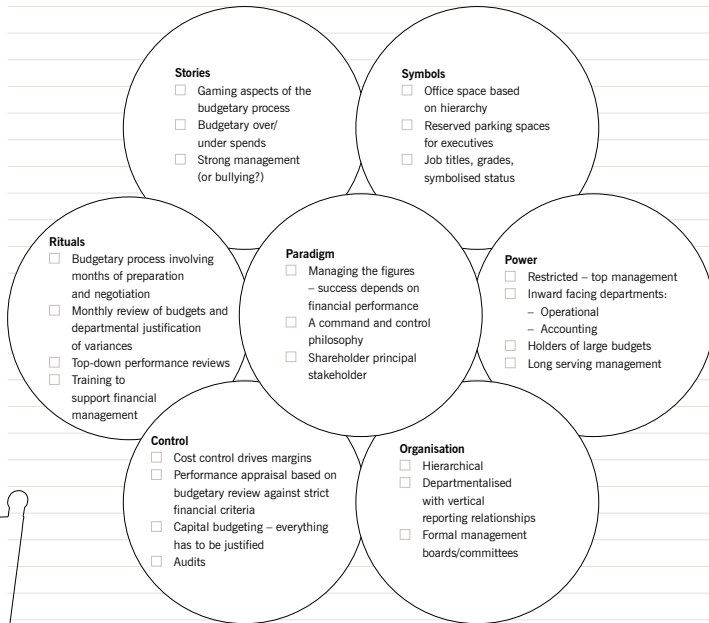 Stories
Gaming aspects of the
budgetary process
Budgetary over/
under spends
Strong management
(or bullying?)
Symbols
Office space based
on hierarchy
Reserved parking spaces
for executives
Job titles, grades,
symbolised status
Rituals
Budgetary process involving
months of preparation
and negotiation
Monthly review of budgets and
departmental justification
of variances
Top-down performance reviews
Training to
support financial
management
Paradigm
Managing the figures
– success depends on
financial performance
A command and control
philosophy
Shareholder principal
stakeholder
Power
Restricted – top management
Inward facing departments:
– Operational
– Accounting
Holders of large budgets
Long serving management
Control
Cost control drives margins
Performance appraisal based on
budgetary review against strict
financial criteria
Capital budgeting – everything
has to be justified
Audits
Organisation
Hierarchical
Departmentalised
with vertical
reporting relationships
Formal management
boards/committees